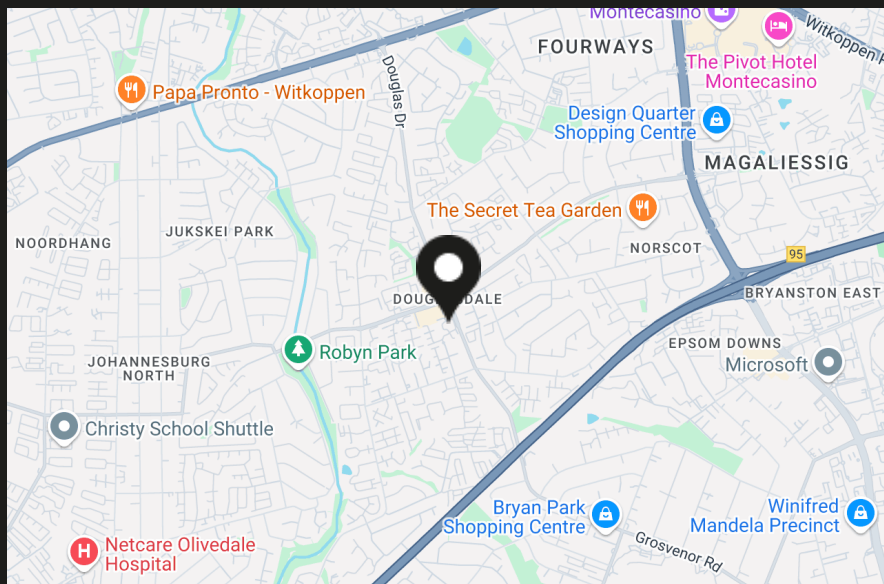 Montecasino
Witkoppen
FOURWAYS
The Pivot Hotel
Montecasino
Douglas Dr
Papa Pronto - Witkoppen
Design Quarter
Shopping Centre
MAGALIESSIG
The Secret Tea Garden
JUKSKEI PARK
NOORDHANG
NORSCOT
95
BRYANSTON EAST
EPSOM DOWNS
Robyn Park
JOHANNESBURG
NORTH
Microsoft
Christy School Shuttle
Bryan Park
Shopping Centre
Winifred
Mandela Precinct
Grosvenor Rd
H
Netcare Olivedale
Hospital